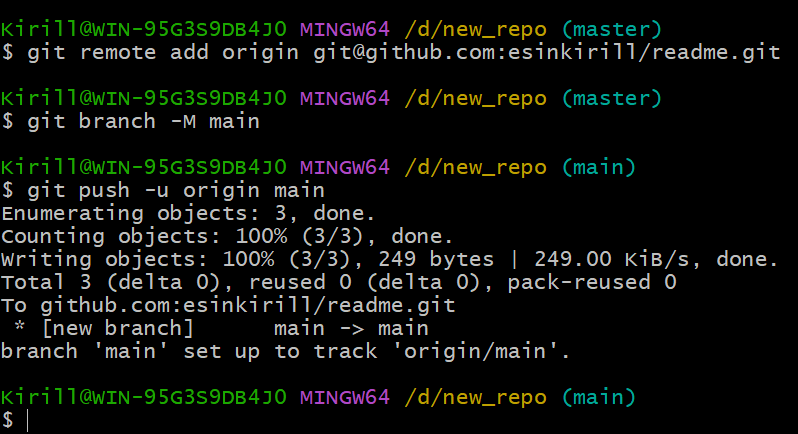 Kirill@WIN-95G3S9DB4J0 MINGW64 /d/new_repo (master)
$ git remote add origin git@github.com:esinkirill/readme.git
Kirill@WIN-95G3S9DB4J0 MINGW64 /d/new_repo (master)
$ git branch -M main
Kirill@WIN-95G3S9DB4J0 MINGW64 /d/new_repo (main)
$ git push -u origin main
Enumerating objects: 3, done.
Counting objects: 100% (3/3), done.
Writing objects: 100% (3/3), 249 bytes | 249.00 KiB/s, done.
Total 3 (delta 0), reused 0 (delta 0), pack-reused 0
To github.com:esinkirill/readme.git
 * [new branch]      main -> main
branch 'main' set up to track 'origin/main'.
Kirill@WIN-95G3S9DB4J0 MINGW64 /d/new_repo (main)
$